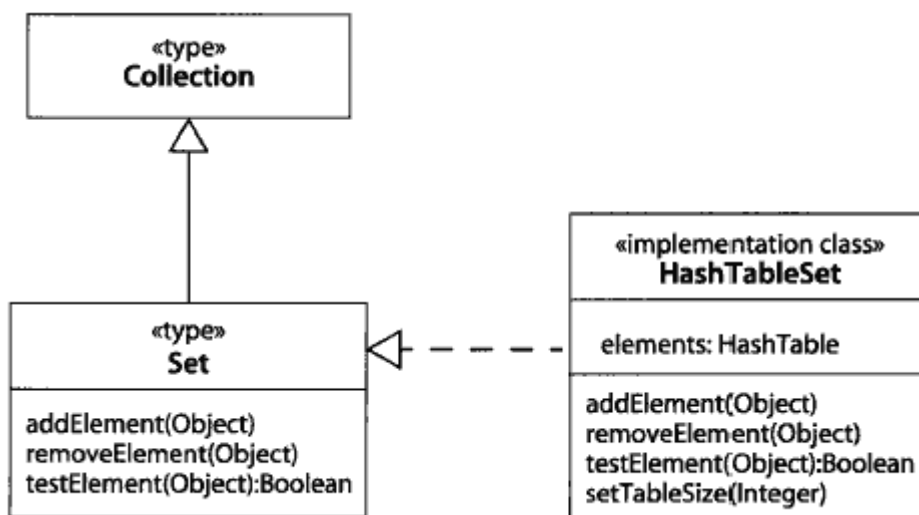 «type»
Collection
«type»
Set
addElement(Object)
removeElement(Object)
testElement(Object):Boolean
«implementation class»
HashTableSet
elements: HashTable
addElement(Object)
removeElement(Object)
testElement(Object):Boolean
setTableSize(Integer)